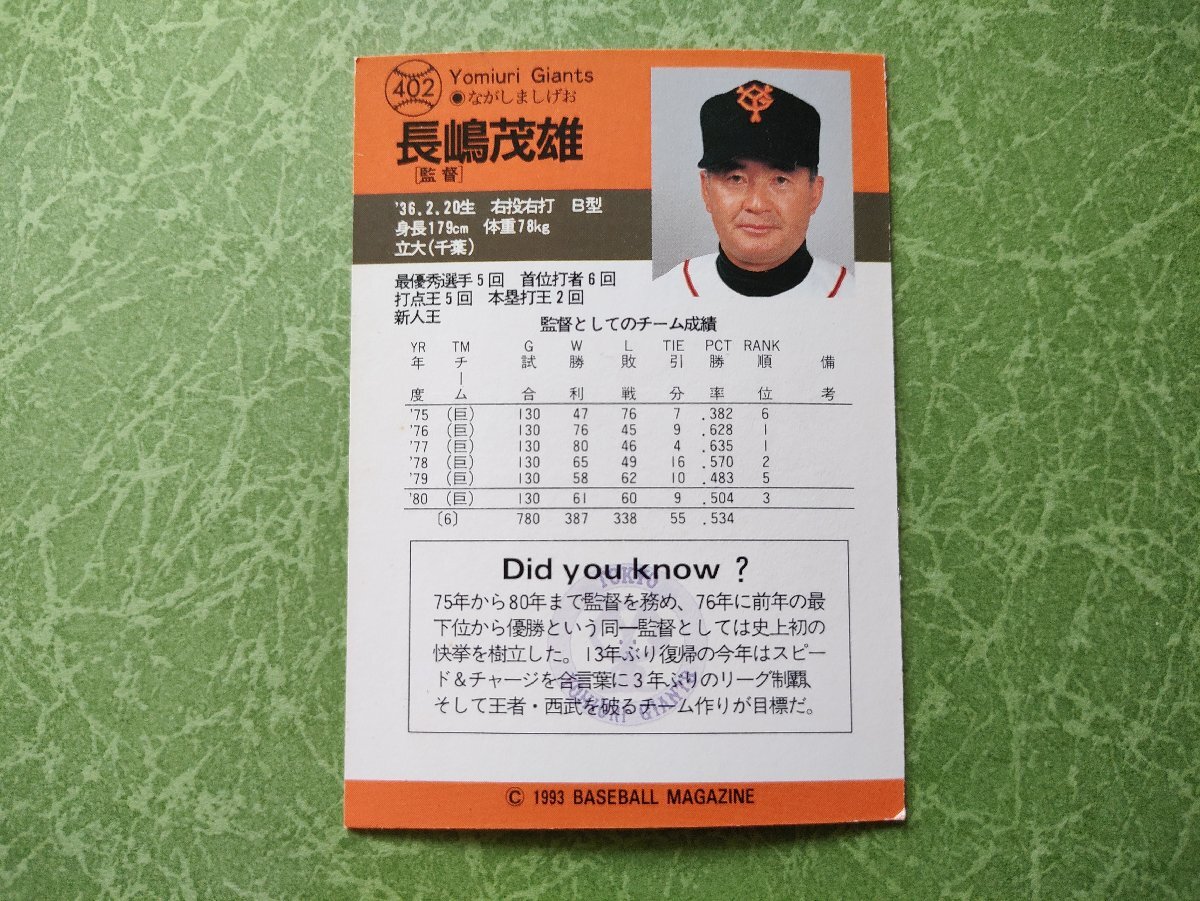 402
Yomiuri Giants
●ながしましげお
長嶋茂雄
[監督]
'36.2.20生 右投右打 B型
身長179cm 体重78kg
立大(千葉)
最優秀選手5回 首位打者6回
打点王5回 本塁打王2回
新人王
監督としてのチーム成績
YR TM G W L TIE PCT RANK
年度 チーム 試合 勝利 敗戦 引分 勝率 順位 備考
'75 (巨) 130 47 76 7 .382 6
'76 (巨) 130 76 45 9 .628 1
'77 (巨) 130 80 46 4 .635 1
'78 (巨) 130 65 49 16 .570 2
'79 (巨) 130 58 62 10 .483 5
'80 (巨) 130 61 60 9 .504 3
[6] 780 387 338 55 .534
Did you know ?
75年から80年まで監督を務め、76年に前年の最
下位から優勝という同一監督としては史上初の
快挙を樹立した。13年ぶり復帰の今年はスピー
ド&チャージを合言葉に3年ぶりのリーグ制覇、
そして王者・西武を破るチーム作りが目標だ。
TOKYO
© 1993 BASEBALL MAGAZINE